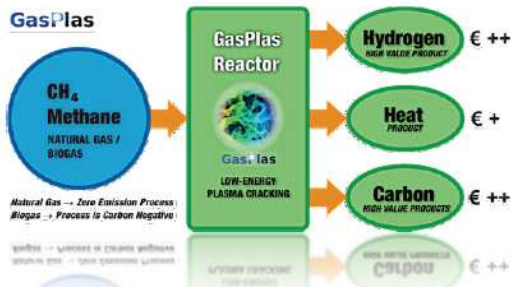 GasPlas
CH4
Methane
NATURAL GAS /
BIOGAS
Natural Gas → Zero Emission Process
Biogas → Process is Carbon Negative
GasPlas
Reactor
GasPlas
LOW-ENERGY
PLASMA CRACKING
Hydrogen
HIGH VALUE PRODUCT
€ ++
Heat
PRODUCT
€ +
Carbon
HIGH VALUE PRODUCTS
€ ++